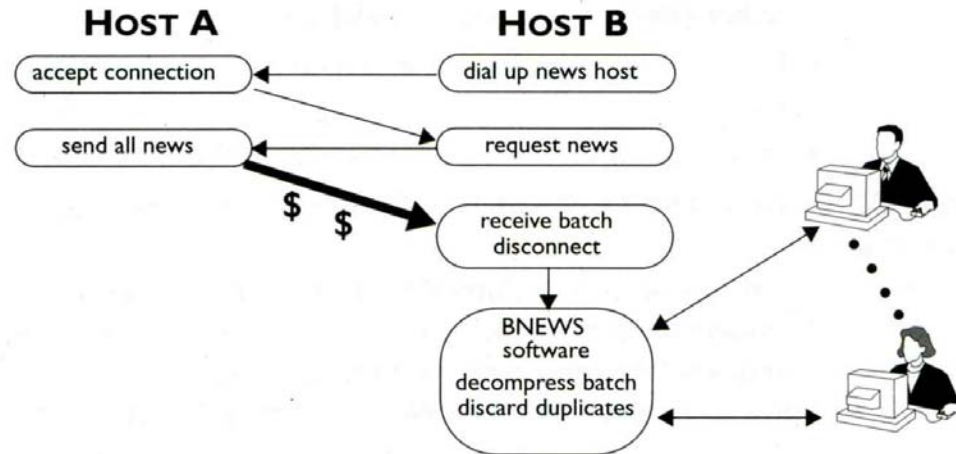 HOST A
HOST B
accept connection
dial up news host
send all news
request news
$ $
receive batch
disconnect
BNEWS
software
decompress batch
discard duplicates